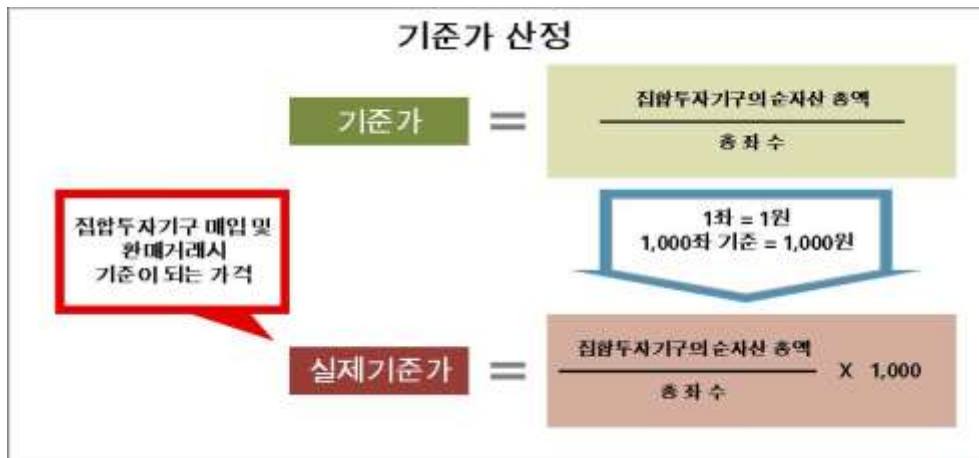 기준가 산정
기준가
=
집합투자기구의 순자산 총액
총 좌 수
집합투자기구 매입 및
환매거래시
기준이 되는 가격
1좌 = 1원
1,000좌 기준 = 1,000원
실제기준가
=
집합투자기구의 순자산 총액
총 좌 수
X 1,000